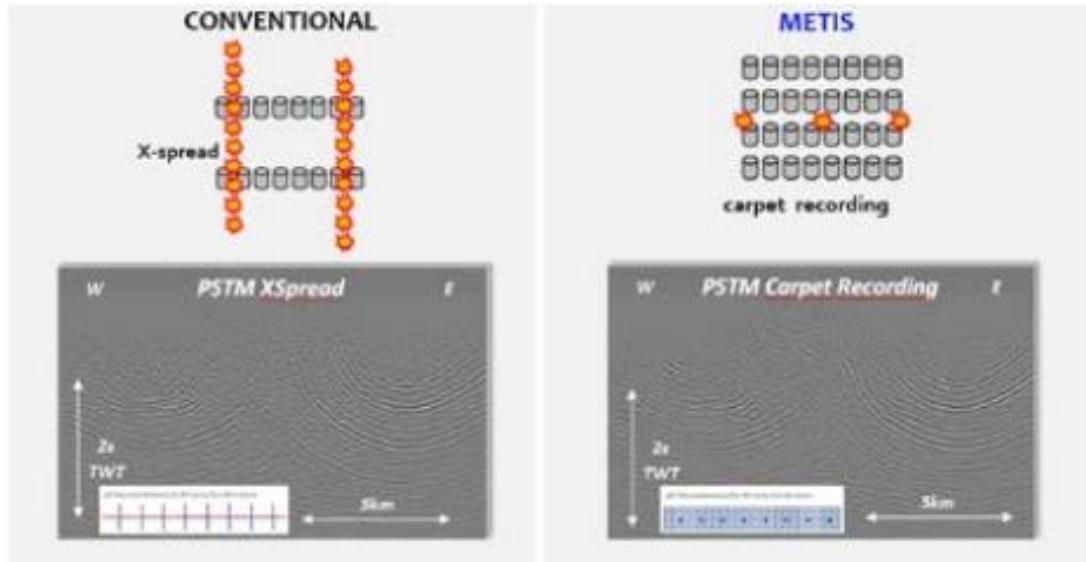 CONVENTIONAL
X-spread
W PSTM XSpread E
2s
TWT
5km
METIS
carpet recording
W PSTM Carpet Recording E
2s
TWT
5km